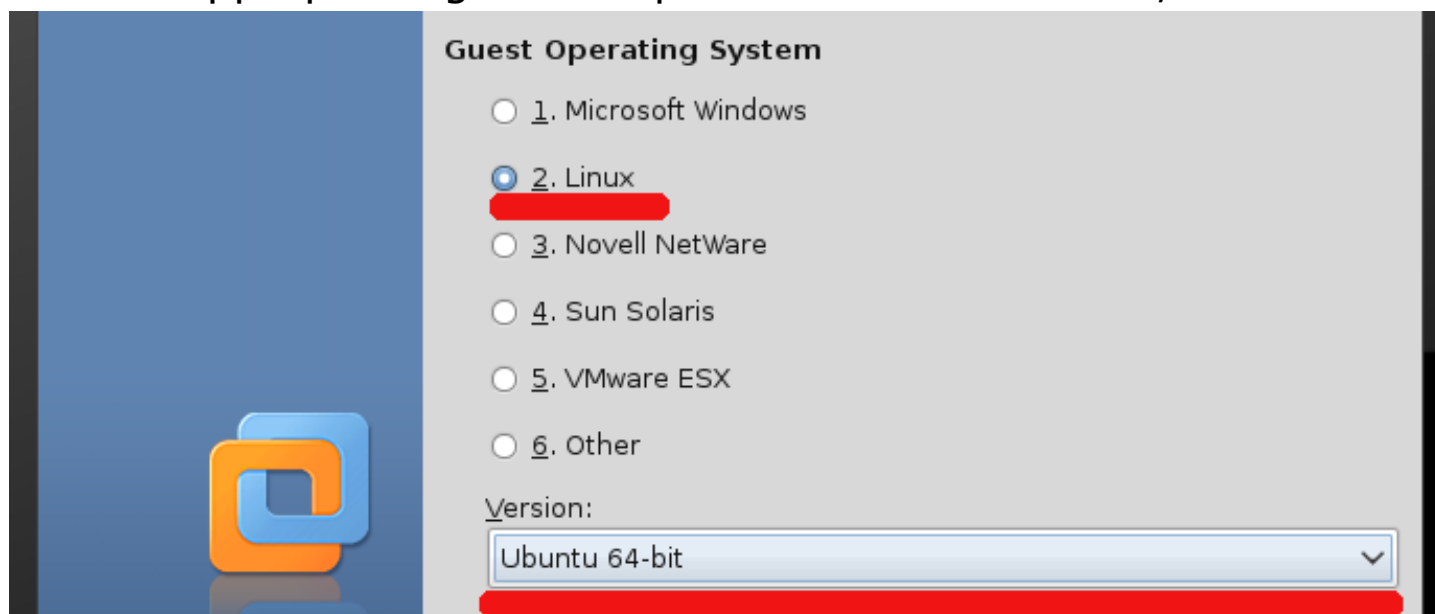 Guest Operating System
1. Microsoft Windows
2. Linux
3. Novell NetWare
4. Sun Solaris
5. VMware ESX
6. Other
Version:
Ubuntu 64-bit